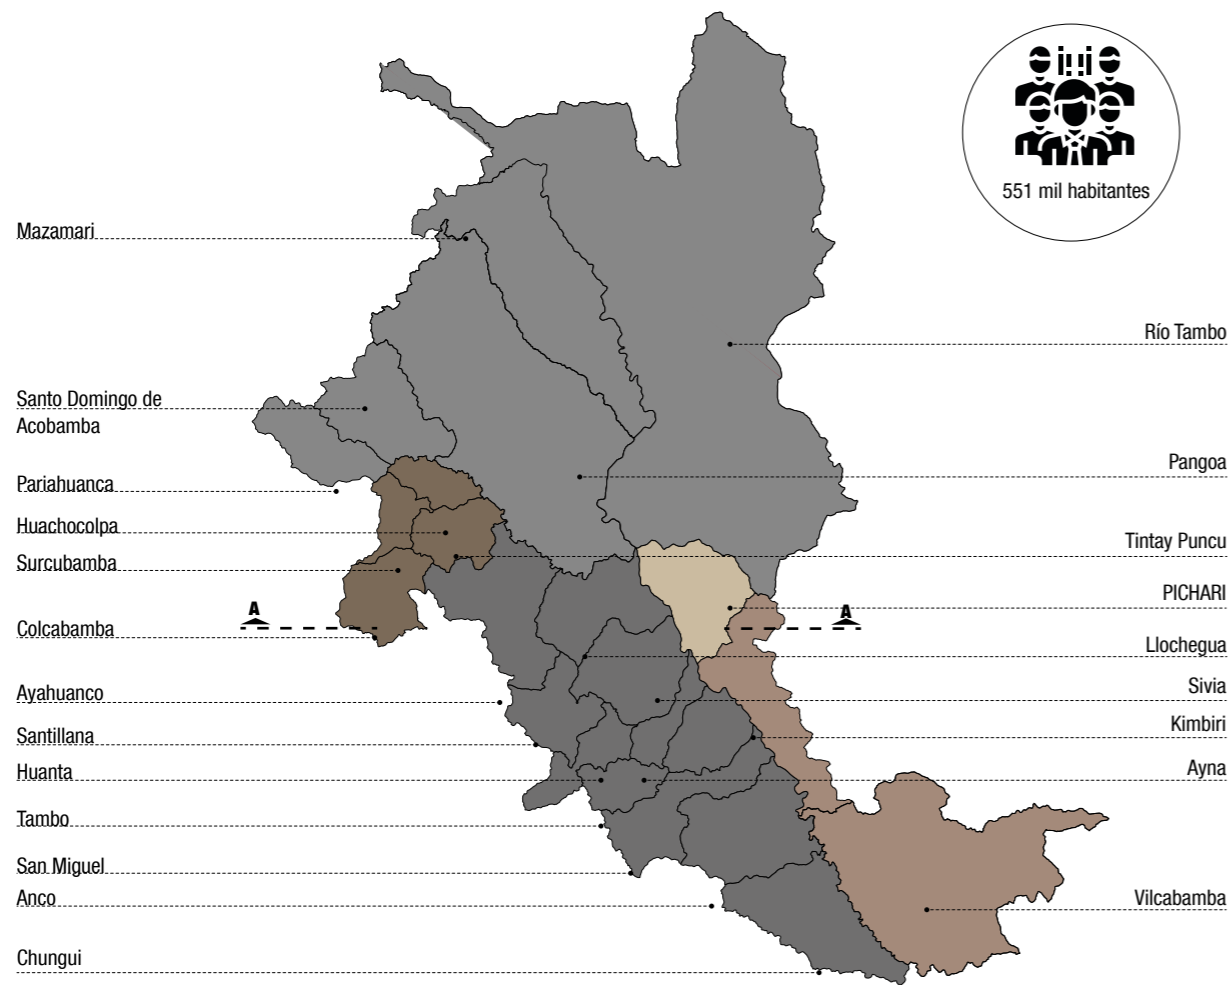 551 mil habitantes
Mazamari
Santo Domingo de
Acobamba
Pariahuanca
Huachocolpa
Surcubamba
A
Colcabamba
Ayahuanco
Santillana
Huanta
Tambo
San Miguel
Anco
Chungui
Río Tambo
Pangoa
Tintay Puncu
PICHARI
A
Llochegua
Sivia
Kimbiri
Ayna
Vilcabamba